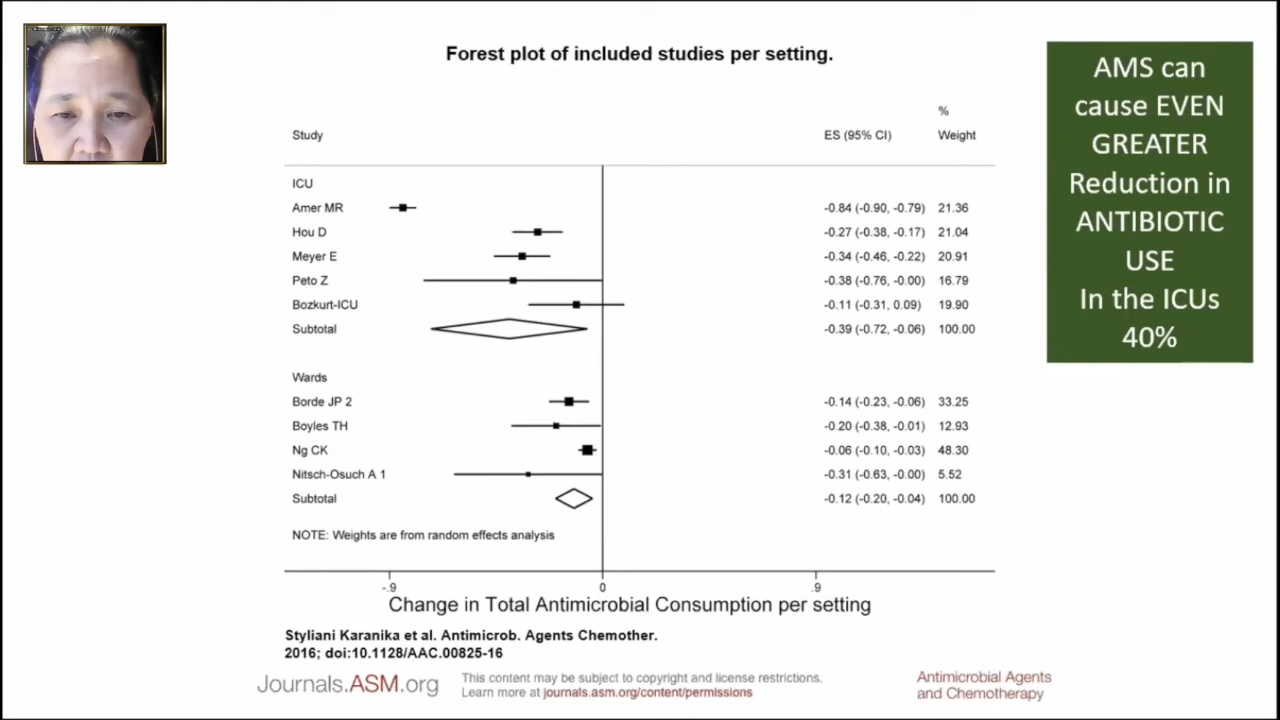 Forest plot of included studies per setting.
%
Study ES (95% CI) Weight
ICU
Amer MR -0.84 (-0.90, -0.79) 21.36
Hou D -0.27 (-0.38, -0.17) 21.04
Meyer E -0.34 (-0.46, -0.22) 20.91
Peto Z -0.38 (-0.76, -0.00) 16.79
Bozkurt-ICU -0.11 (-0.31, 0.09) 19.90
Subtotal -0.39 (-0.72, -0.06) 100.00
Wards
Borde JP 2 -0.14 (-0.23, -0.06) 33.25
Boyles TH -0.20 (-0.38, -0.01) 12.93
Ng CK -0.06 (-0.10, -0.03) 48.30
Nitsch-Osuch A 1 -0.31 (-0.63, -0.00) 5.52
Subtotal -0.12 (-0.20, -0.04) 100.00
NOTE: Weights are from random effects analysis
-.9 0 .9
Change in Total Antimicrobial Consumption per setting
Styliani Karanika et al. Antimicrob. Agents Chemother.
2016; doi:10.1128/AAC.00825-16
Journals.ASM.org
This content may be subject to copyright and license restrictions.
Learn more at journals.asm.org/content/permissions
Antimicrobial Agents
and Chemotherapy
AMS can
cause EVEN
GREATER
Reduction in
ANTIBIOTIC
USE
In the ICUs
40%